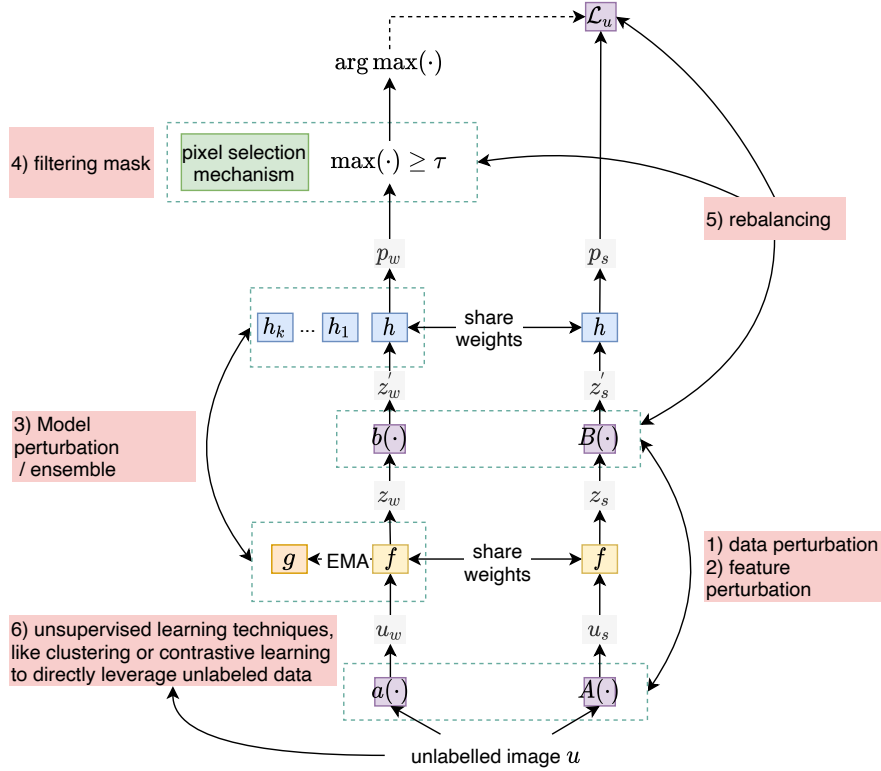 ℒᵤ
arg max(·)
4) filtering mask
pixel selection
mechanism
max(·) ≥ τ
5) rebalancing
p_w
p_s
h_k ... h_1 h
share
weights
h
z'_w
z'_s
3) Model
perturbation
/ ensemble
b(·)
B(·)
z_w
z_s
g
EMA
f
share
weights
f
1) data perturbation
2) feature
perturbation
u_w
u_s
6) unsupervised learning techniques,
like clustering or contrastive learning
to directly leverage unlabeled data
a(·)
A(·)
unlabelled image u